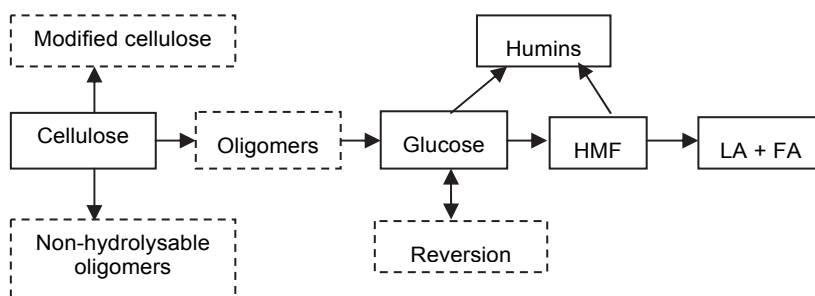 Modified cellulose
Humins
Cellulose
Oligomers
Glucose
HMF
LA + FA
Non-hydrolysable
oligomers
Reversion